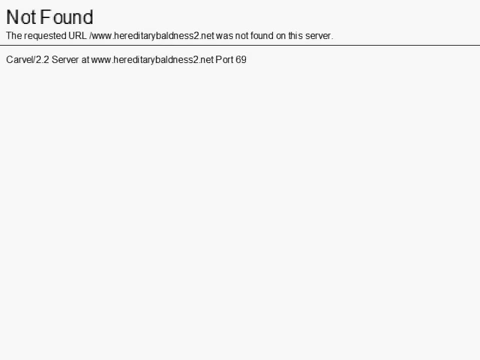 Not Found
The requested URL /www.hereditarybaldness2.net was not found on this server.
Carvel/2.2 Server at www.hereditarybaldness2.net Port 69